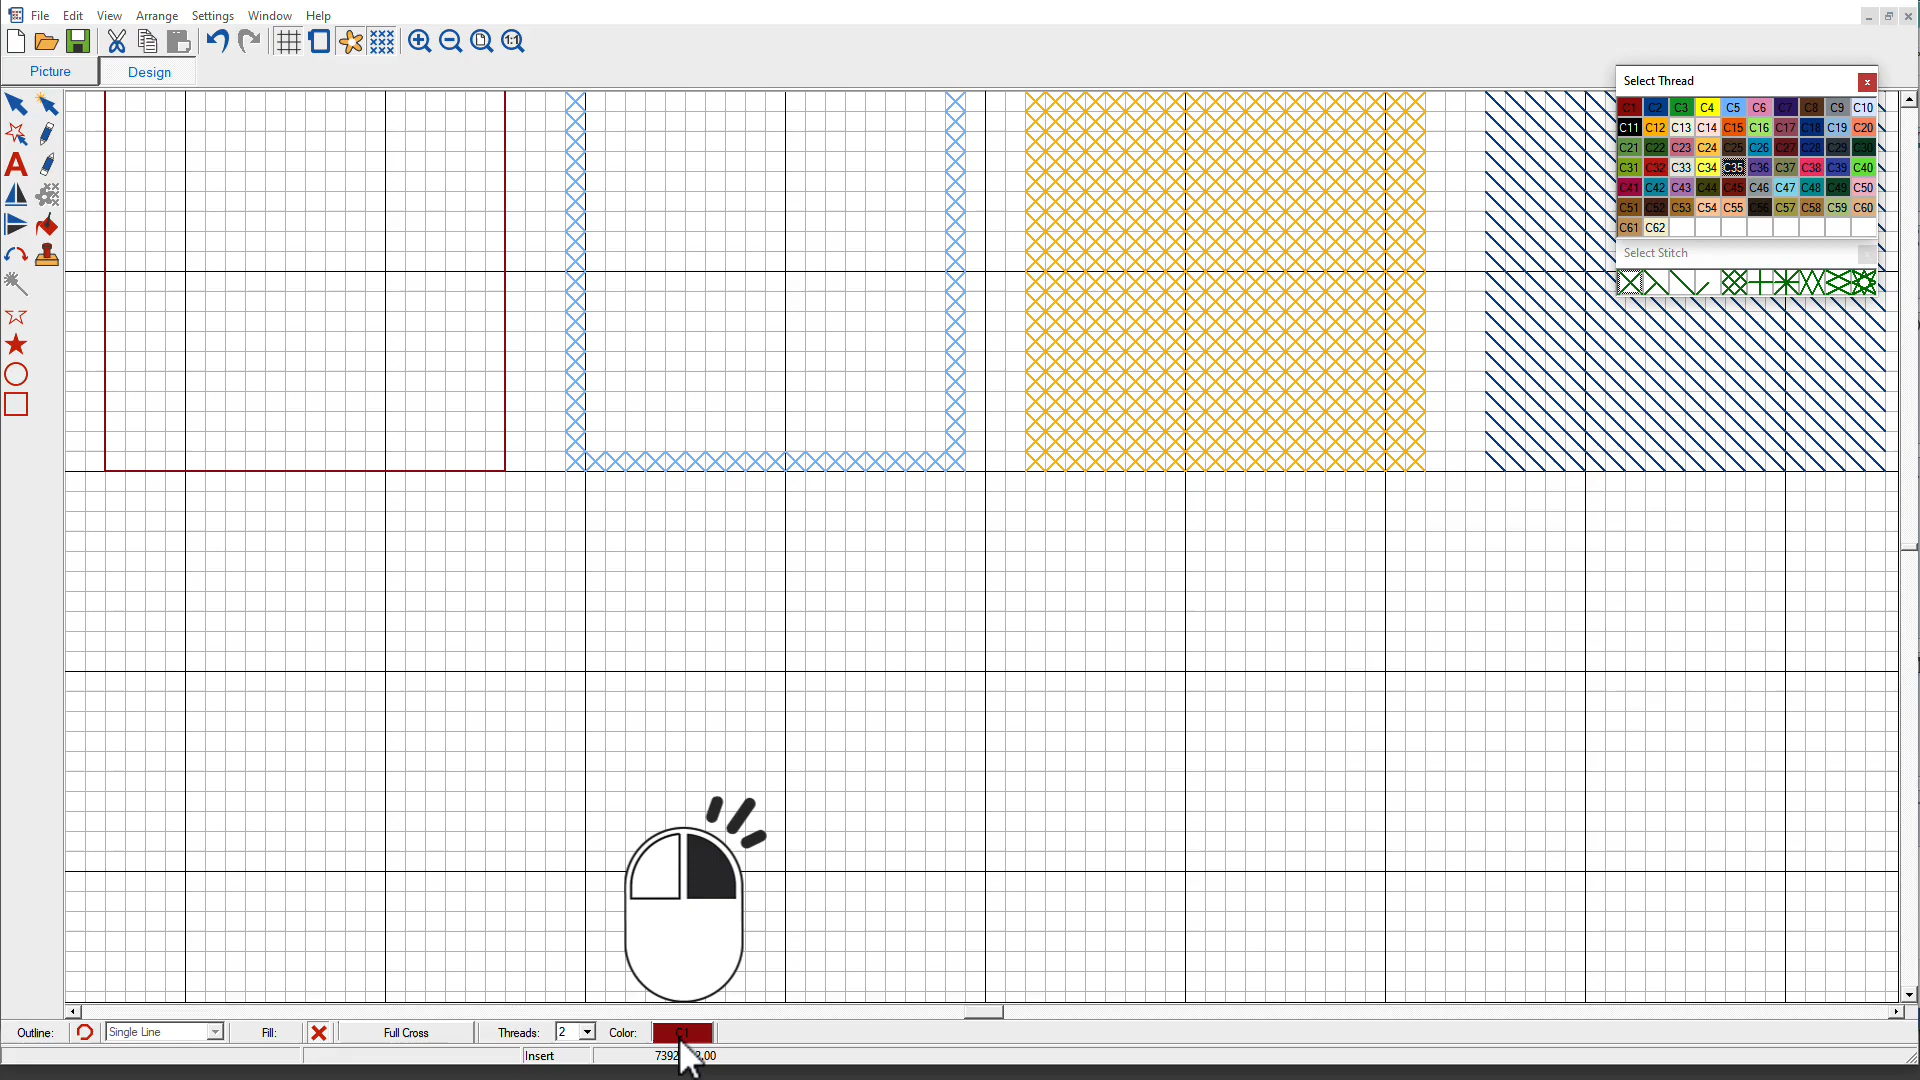 File Edit View Arrange Settings Window Help
1:1
Picture Design
Select Thread
C1 C2 C3 C4 C5 C6 C7 C8 C9 C10
C11 C12 C13 C14 C15 C16 C17 C18 C19 C20
C21 C22 C23 C24 C25 C26 C27 C28 C29 C30
C31 C32 C33 C34 C35 C36 C37 C38 C39 C40
C41 C42 C43 C44 C45 C46 C47 C48 C49 C50
C51 C52 C53 C54 C55 C56 C57 C58 C59 C60
C61 C62
Select Stitch
A
Outline: Single Line Fill: Full Cross Threads: 2 Color: C1
Insert